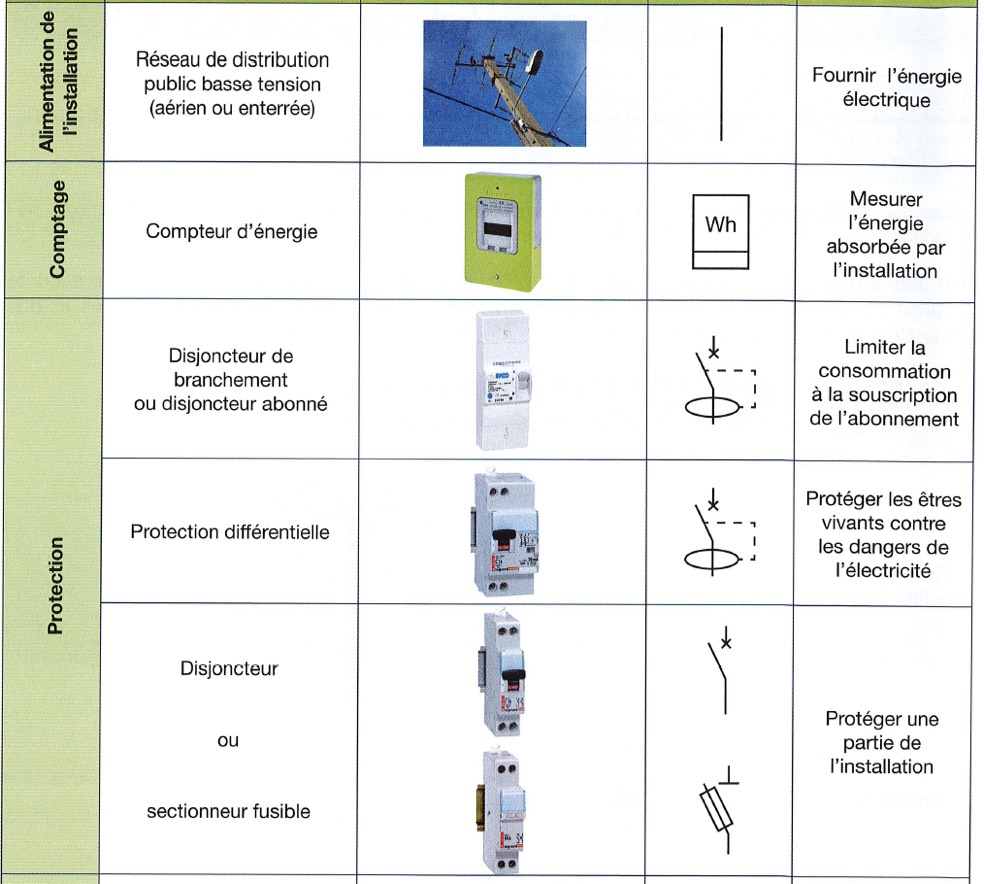 Alimentation de
l'installation
Réseau de distribution
public basse tension
(aérien ou enterrée)
Fournir l'énergie
électrique
Comptage
Compteur d'énergie
Wh
Mesurer
l'énergie
absorbée par
l'installation
Protection
Disjoncteur de
branchement
ou disjoncteur abonné
BACO
Limiter la
consommation
à la souscription
de l'abonnement
Protection différentielle
Protéger les êtres
vivants contre
les dangers de
l'électricité
Disjoncteur
ou
sectionneur fusible
Protéger une
partie de
l'installation